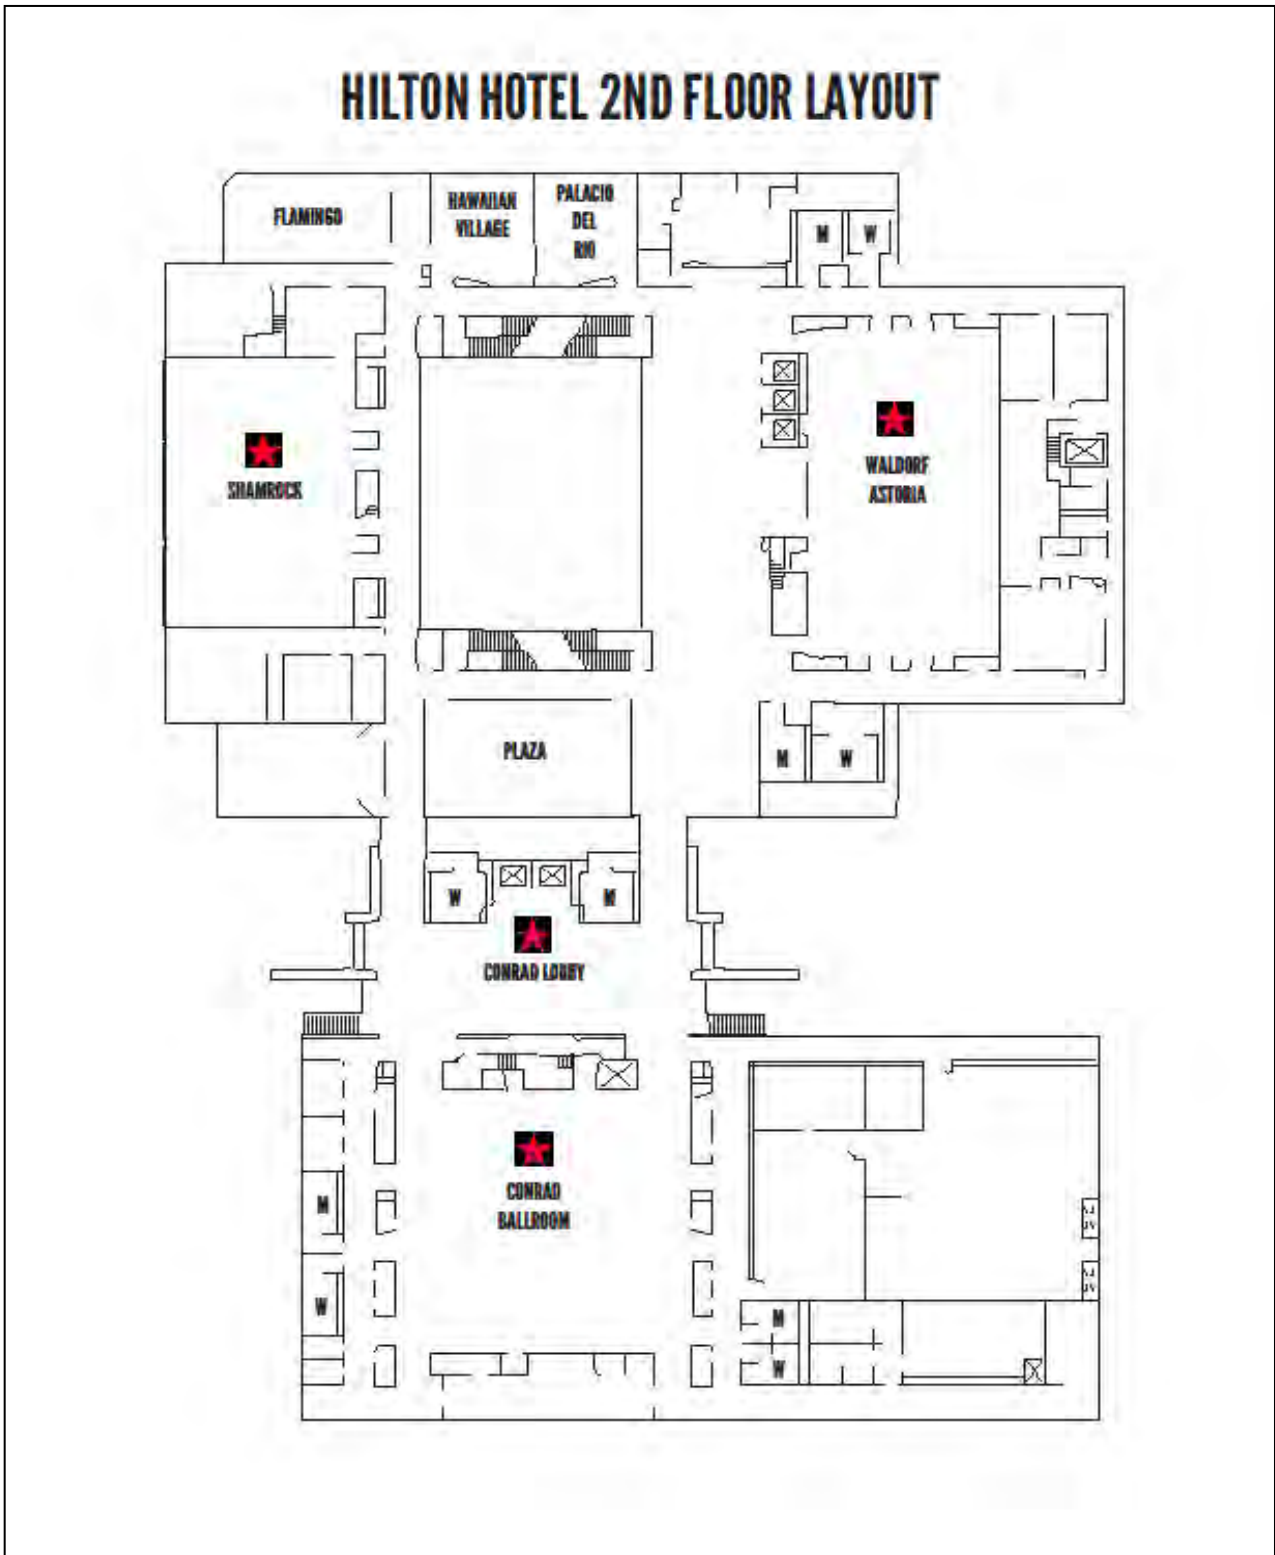 HILTON HOTEL 2ND FLOOR LAYOUT
FLAMINGO
HAWAIIAN
VILLAGE
PALACIO
DEL
RIO
M
W
SHAMROCK
WALDORF
ASTORIA
PLAZA
M
W
W
M
CONRAD LOBBY
CONRAD
BALLROOM
M
W
M
W